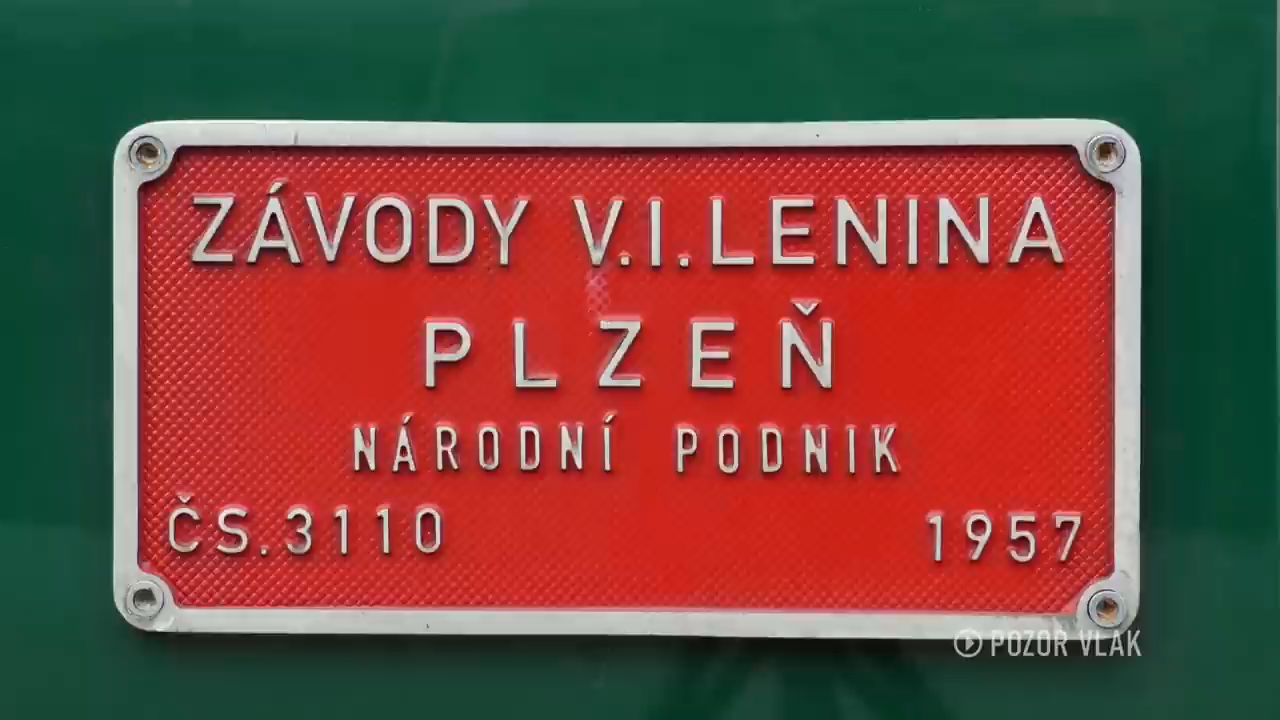 ZÁVODY V.I.LENINA
PLZEŇ
NÁRODNÍ PODNIK
ČS.3110 1957
POZOR VLAK